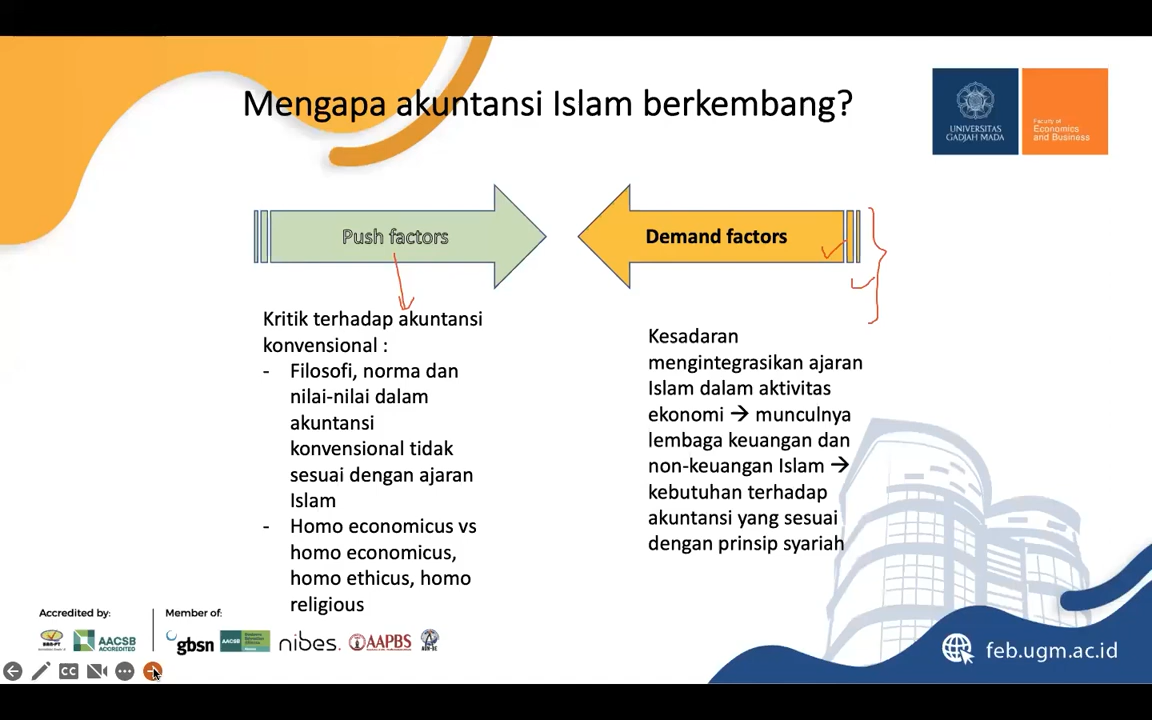 Mengapa akuntansi Islam berkembang?
UNIVERSITAS
GADJAH MADA
Faculty of
Economics
and Business
Push factors
Demand factors
Kritik terhadap akuntansi
konvensional :
- Filosofi, norma dan
nilai-nilai dalam
akuntansi
konvensional tidak
sesuai dengan ajaran
Islam
- Homo economicus vs
homo economicus,
homo ethicus, homo
religious
Kesadaran
mengintegrasikan ajaran
Islam dalam aktivitas
ekonomi → munculnya
lembaga keuangan dan
non-keuangan Islam →
kebutuhan terhadap
akuntansi yang sesuai
dengan prinsip syariah
Accredited by:
Member of:
AACSB
ACCREDITED
gbsn
AACSB
nibes.
AAPBS
feb.ugm.ac.id
CC